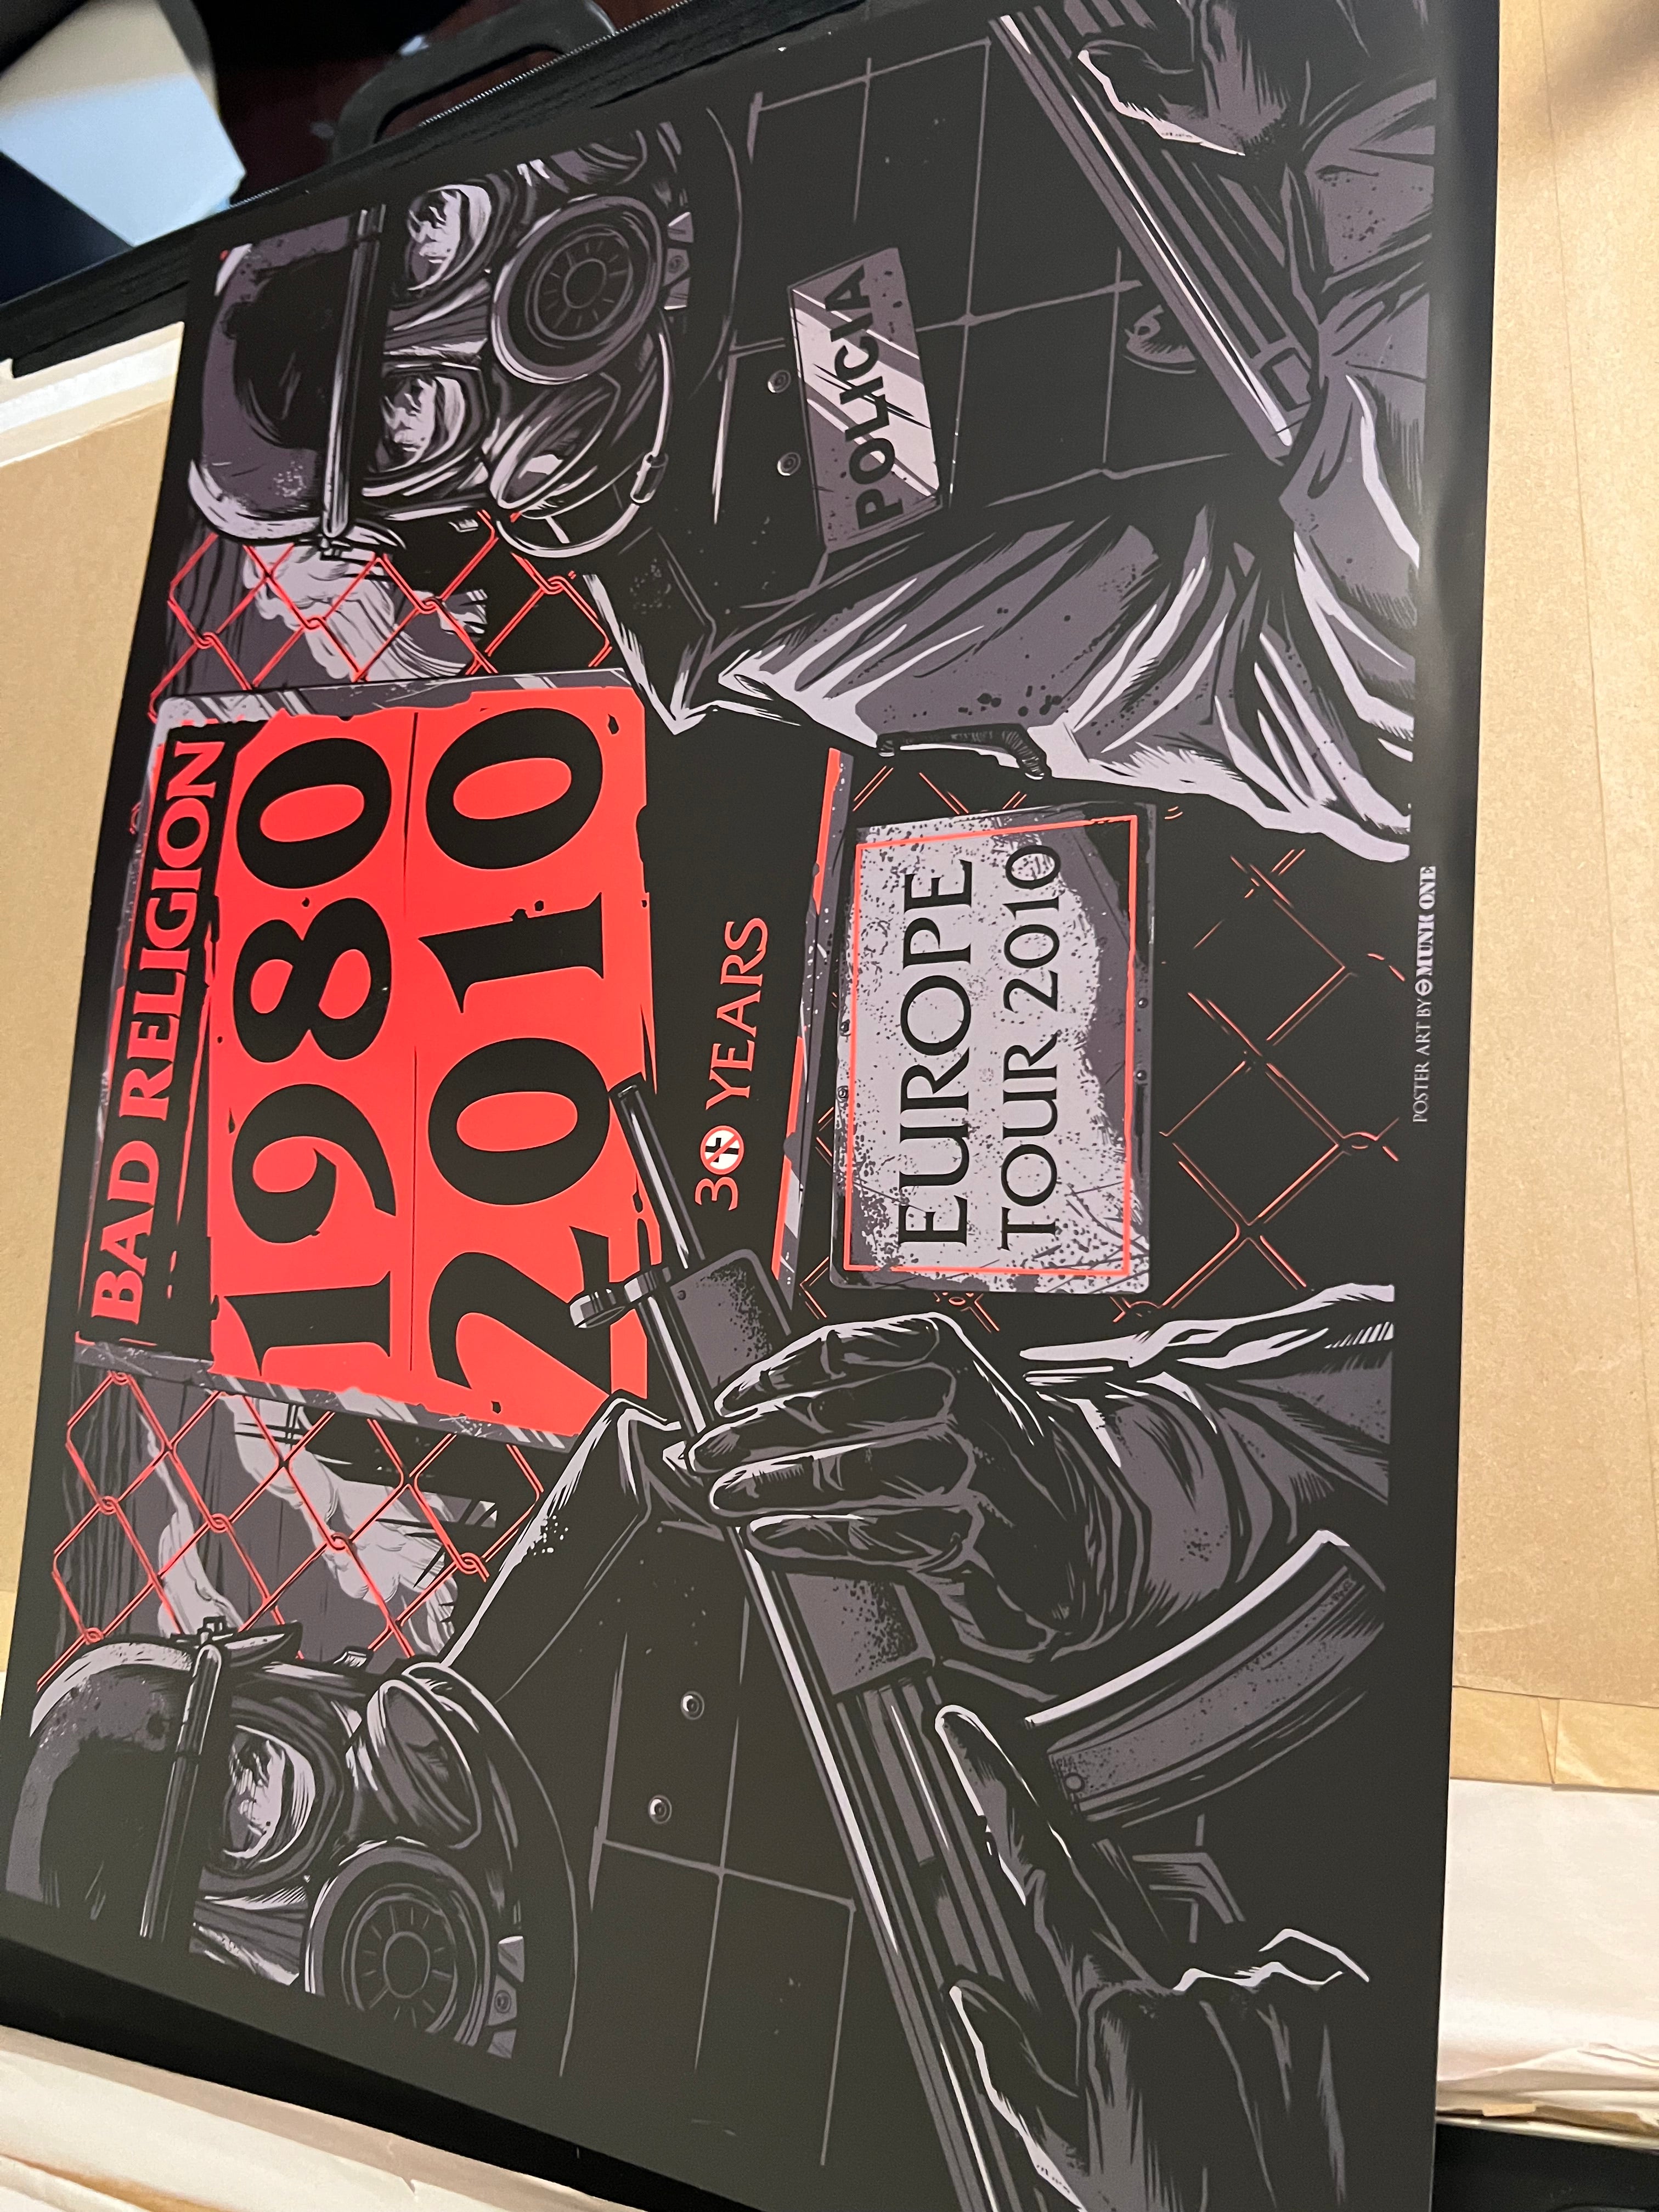 BAD RELIGION
1980
2010
30 YEARS
EUROPE
TOUR 2010
POLICIA
POSTER ART BY MUNK ONE